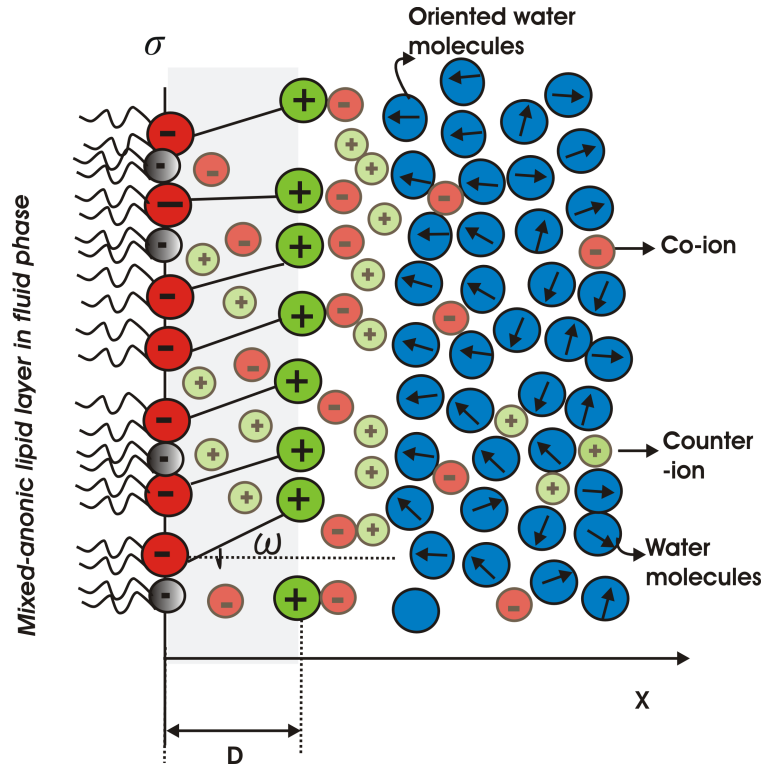 σ
Oriented water
molecules
Mixed-anonic lipid layer in fluid phase
Co-ion
Counter
-ion
ω
Water
molecules
X
D